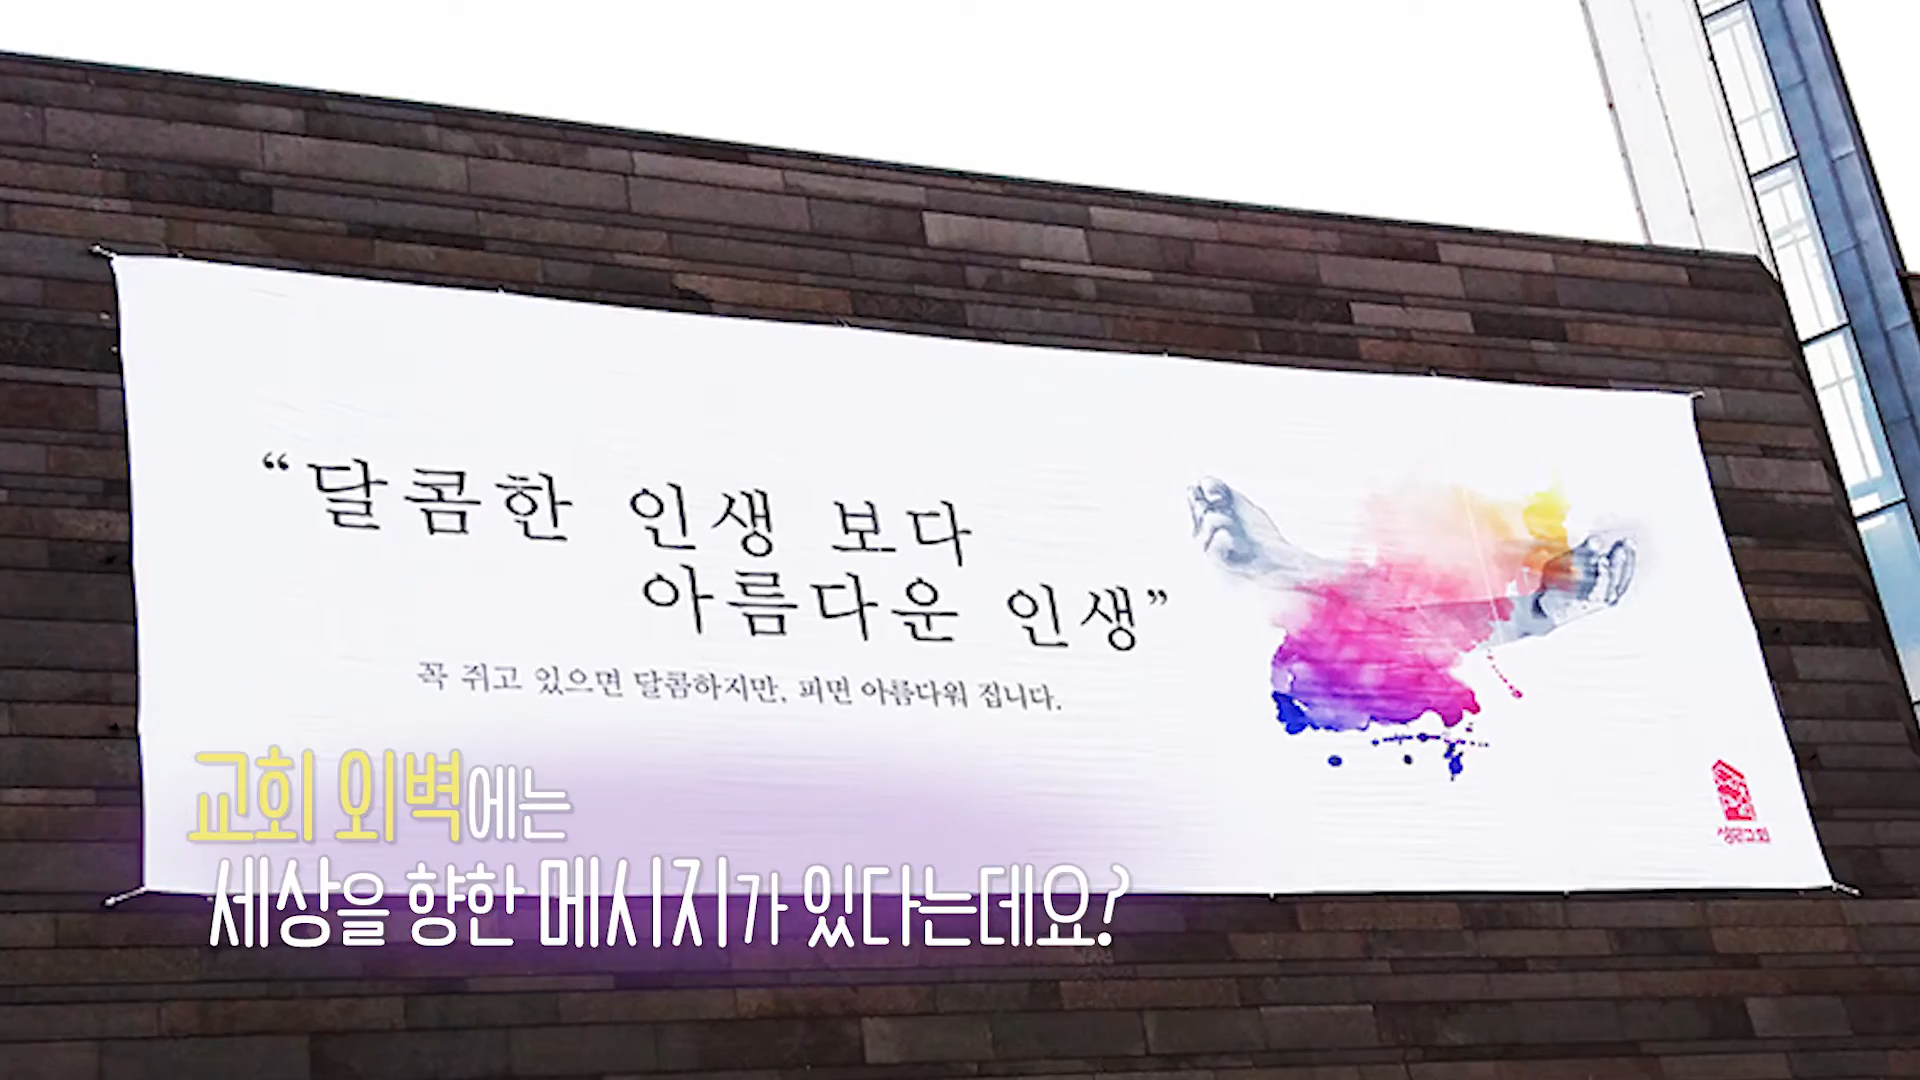 “달콤한 인생 보다
아름다운 인생”
꼭 쥐고 있으면 달콤하지만, 피면 아름다워 집니다.
교회 외벽에는
세상을 향한 메시지가 있다는데요?